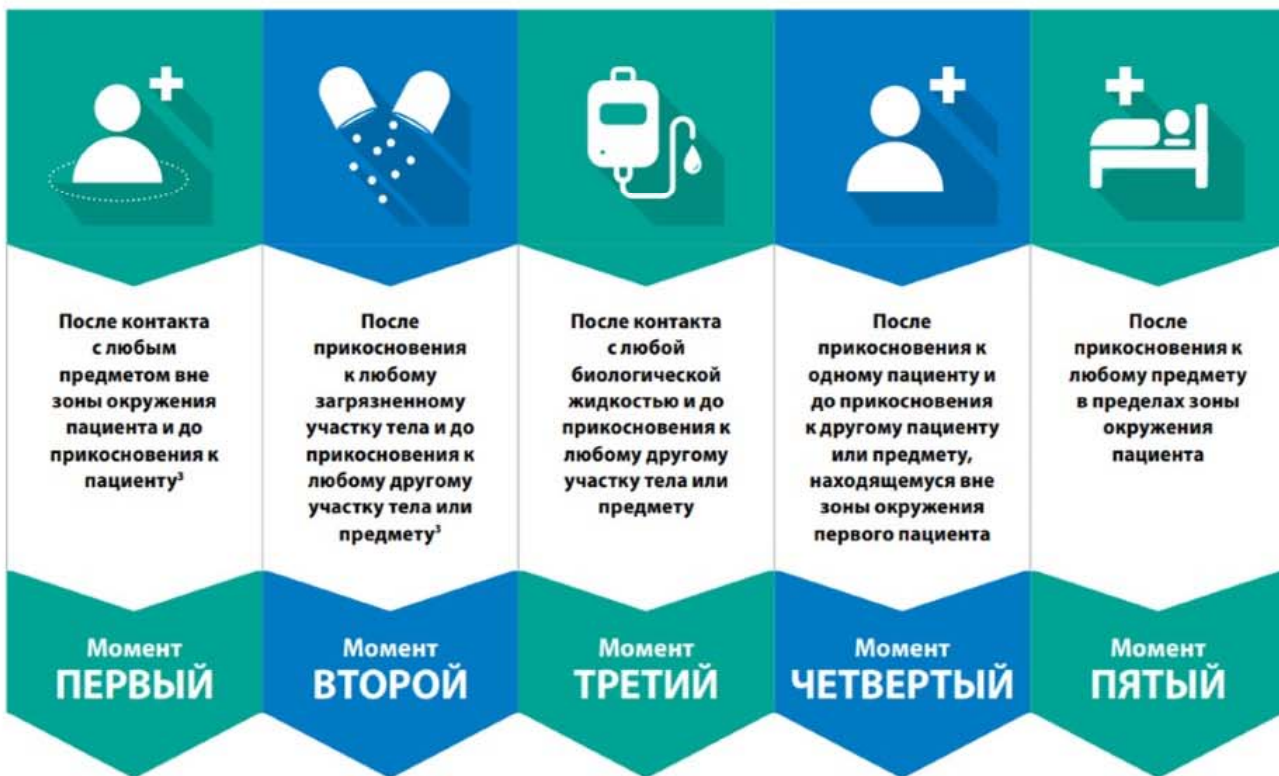 После контакта
с любым
предметом вне
зоны окружения
пациента и до
прикосновения к
пациенту³
После
прикосновения
к любому
загрязненному
участку тела и до
прикосновения к
любому другому
участку тела или
предмету³
После контакта
с любой
биологической
жидкостью и до
прикосновения к
любому другому
участку тела или
предмету
После
прикосновения к
одному пациенту и
до прикосновения
к другому пациенту
или предмету,
находящемуся вне
зоны окружения
первого пациента
После
прикосновения к
любому предмету
в пределах зоны
окружения
пациента
Момент
ПЕРВЫЙ
Момент
ВТОРОЙ
Момент
ТРЕТИЙ
Момент
ЧЕТВЕРТЫЙ
Момент
ПЯТЫЙ